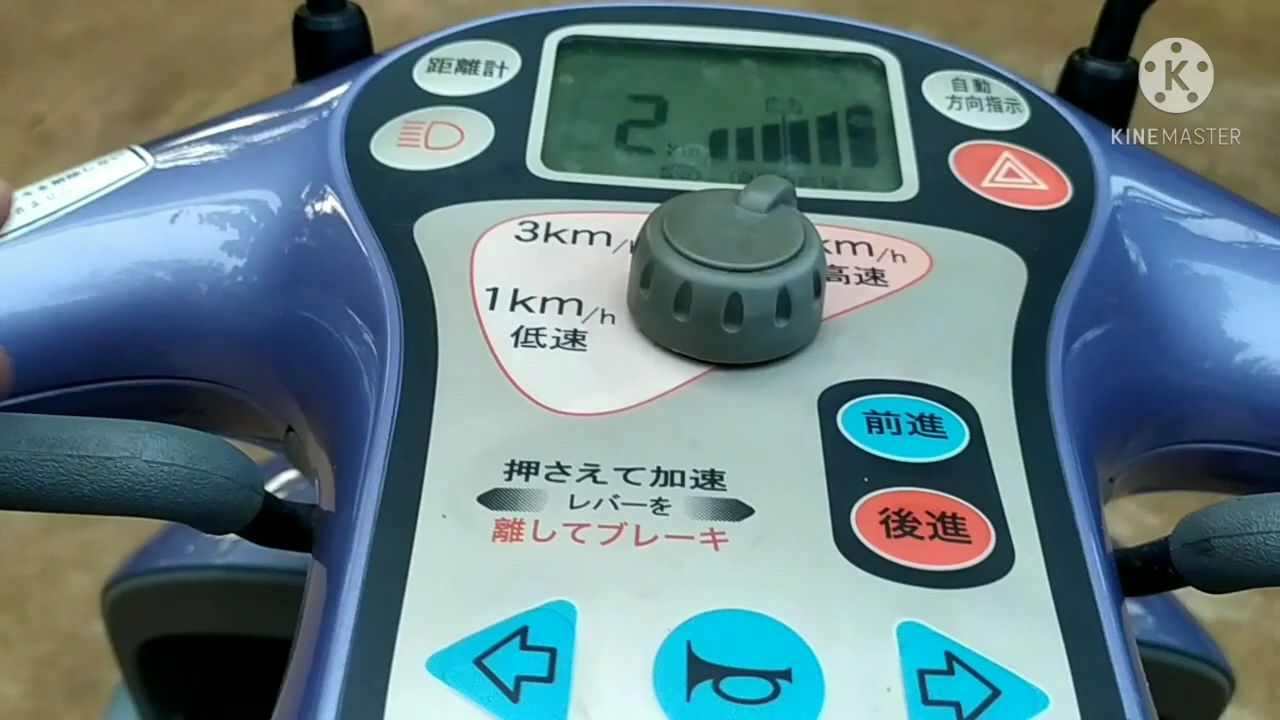 距離計
2
自動
方向指示
K
KINEMASTER
3km/h
km/h
高速
1km/h
低速
前進
後進
押さえて加速
レバーを
離してブレーキ